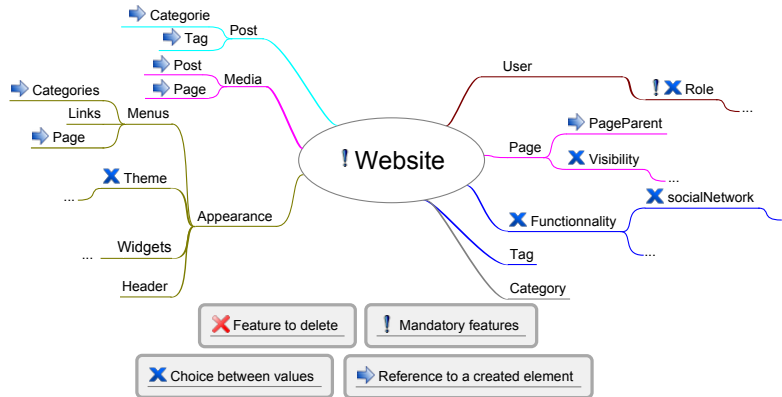 Categorie
Tag
Post
Post
Page
Media
Categories
Links
Page
Menus
Theme
...
Widgets
...
Header
Appearance
Website
User
Role
...
Page
PageParent
Visibility
...
Functionnality
socialNetwork
...
Tag
Category
Feature to delete
Mandatory features
Choice between values
Reference to a created element